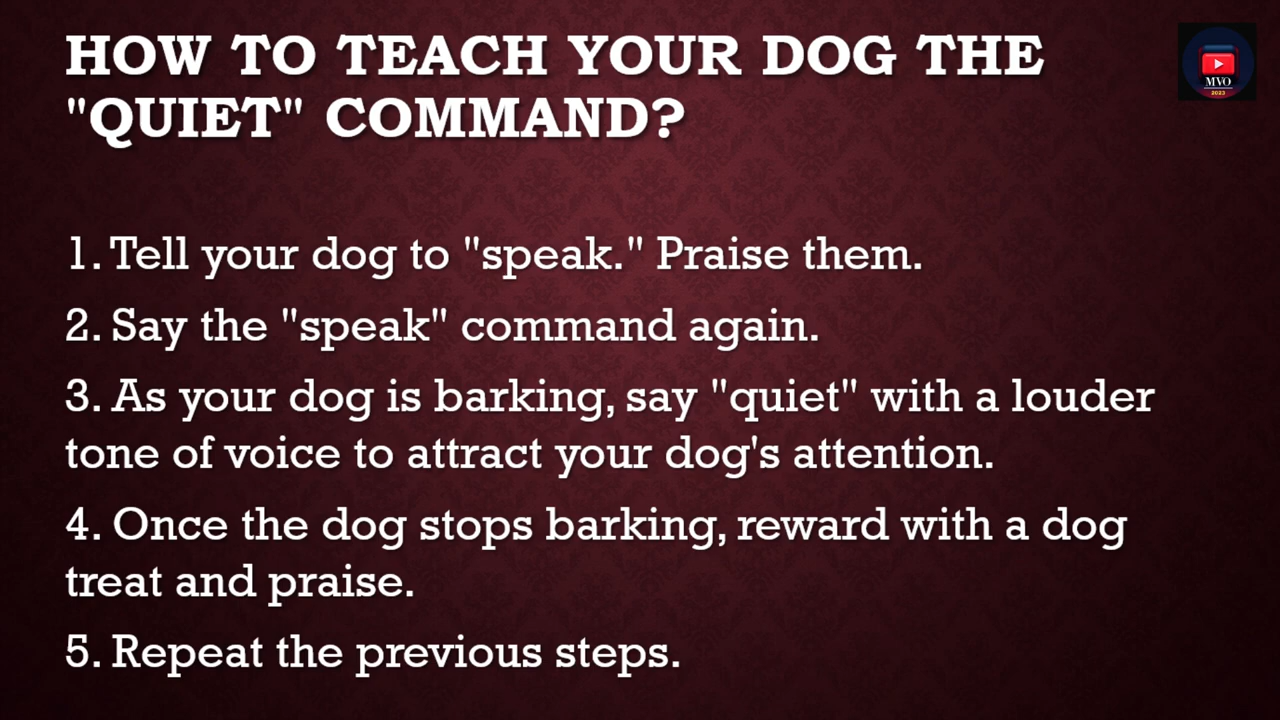 HOW TO TEACH YOUR DOG THE
"QUIET" COMMAND?
MVO
2023
1. Tell your dog to "speak." Praise them.
2. Say the "speak" command again.
3. As your dog is barking, say "quiet" with a louder
tone of voice to attract your dog's attention.
4. Once the dog stops barking, reward with a dog
treat and praise.
5. Repeat the previous steps.